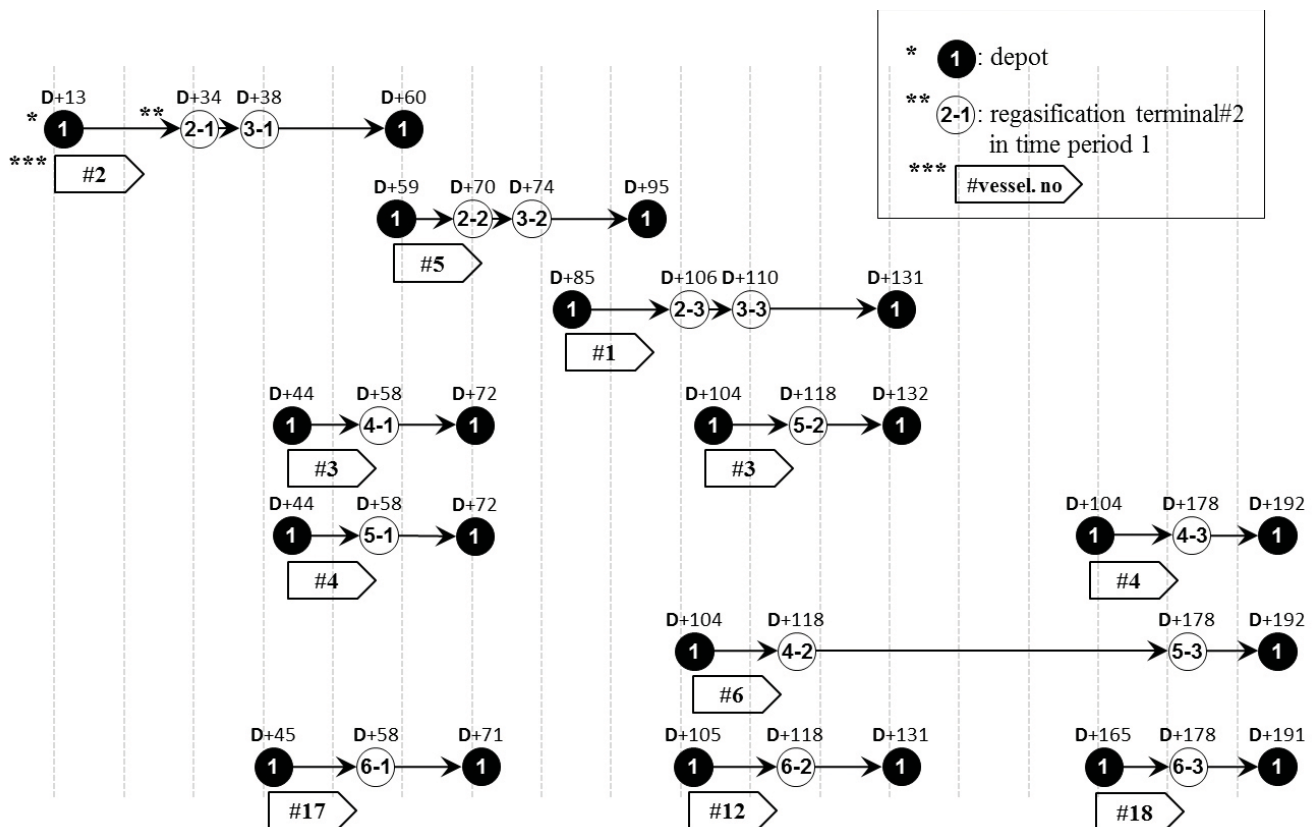 * 1 : depot
** 2-1 : regasification terminal#2
in time period 1
*** #vessel. no
D+13 D+34 D+38 D+60
* 1 ** 2-1 3-1 1
*** #2
D+59 D+70 D+74 D+95
1 2-2 3-2 1
#5
D+85 D+106 D+110 D+131
1 2-3 3-3 1
#1
D+44 D+58 D+72 D+104 D+118 D+132
1 4-1 1 1 5-2 1
#3 #3
D+44 D+58 D+72 D+104 D+178 D+192
1 5-1 1 1 4-3 1
#4 #4
D+104 D+118 D+178 D+192
1 4-2 5-3 1
#6
D+45 D+58 D+71 D+105 D+118 D+131 D+165 D+178 D+191
1 6-1 1 1 6-2 1 1 6-3 1
#17 #12 #18